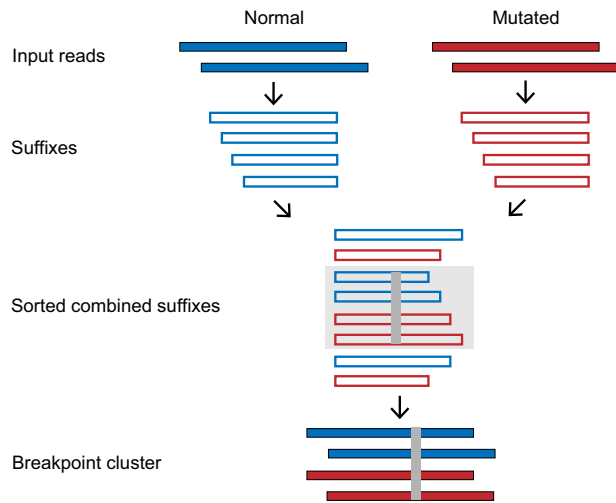 Normal
Mutated
Input reads
Suffixes
Sorted combined suffixes
Breakpoint cluster